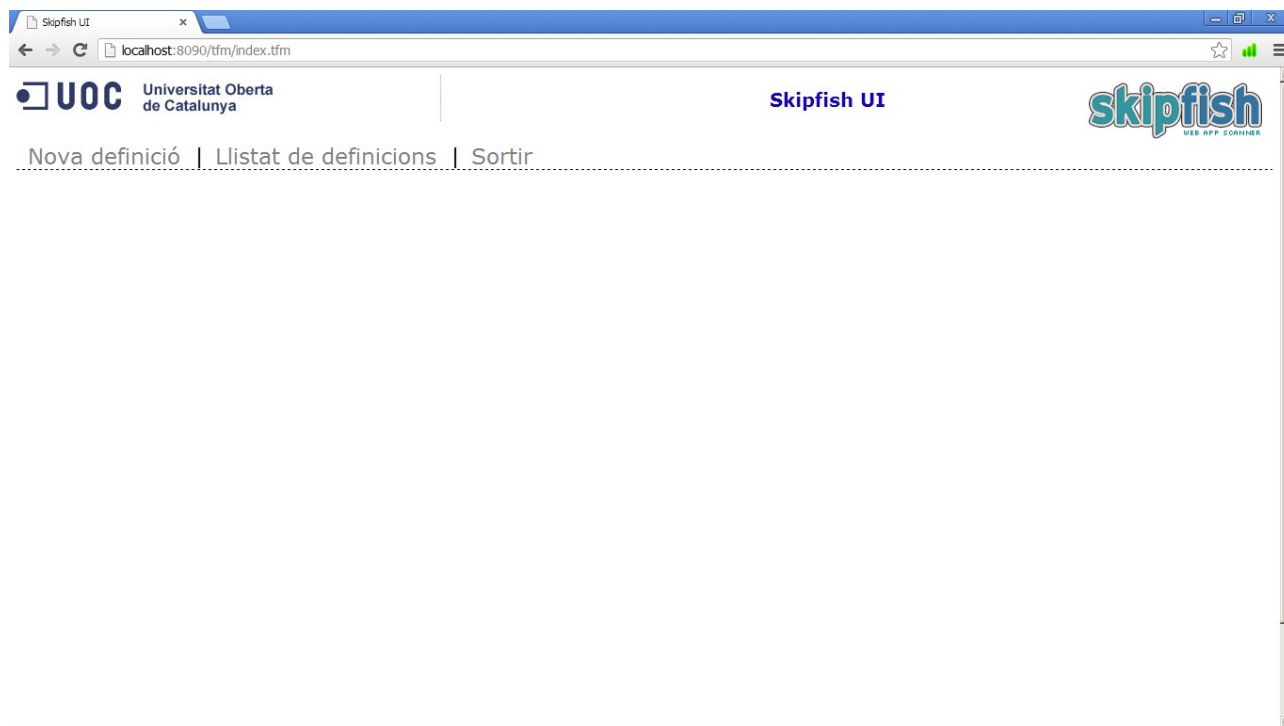 Skipfish UI
localhost:8090/tfm/index.tfm
UOC Universitat Oberta
de Catalunya
Skipfish UI
skipfish
WEB APP SCANNER
Nova definició | Llistat de definicions | Sortir